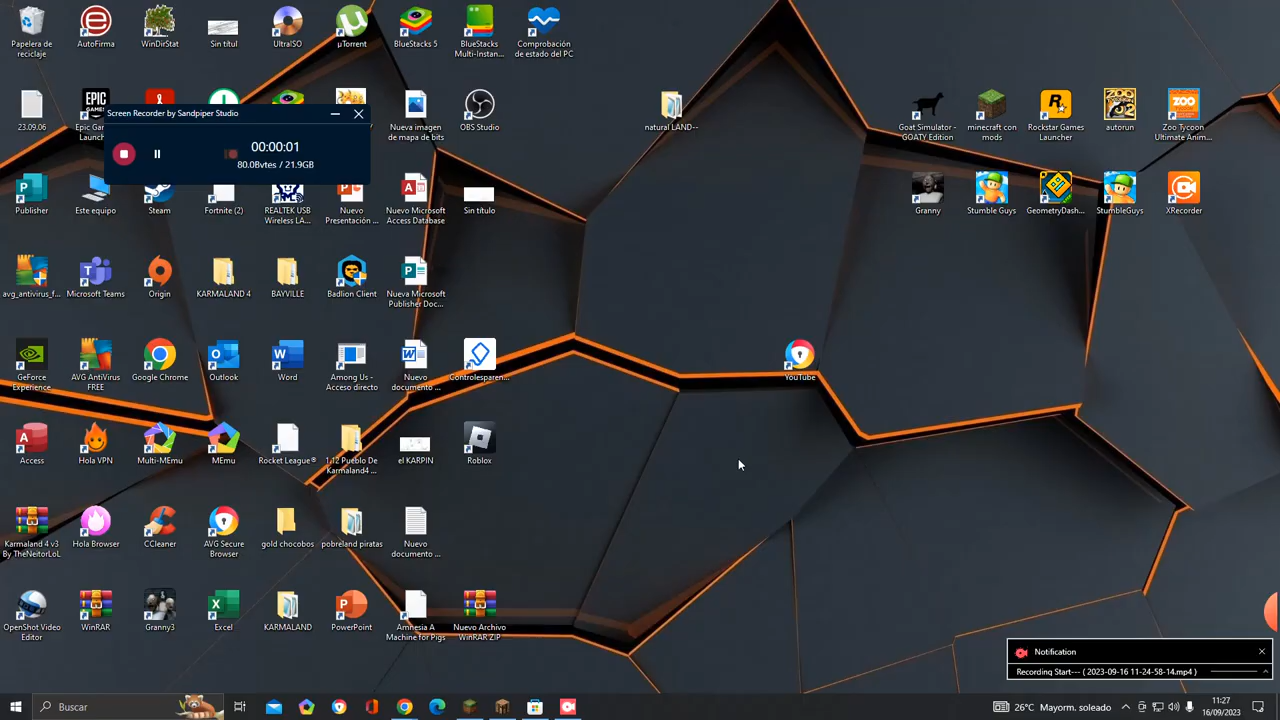 Papelera de reciclaje
AutoFirma
WinDirStat
Sin títul
UltraISO
µTorrent
BlueStacks 5
BlueStacks Multi-Instan...
Comprobación de estado del PC
23.09.06
Epic Games Launcher
Nueva imagen de mapa de bits
OBS Studio
natural LAND--
Goat Simulator - GOATY Edition
minecraft con mods
Rockstar Games Launcher
autorun
Zoo Tycoon Ultimate Anim...
Screen Recorder by Sandpiper Studio
00:00:01
80.0Bytes / 21.9GB
Publisher
Este equipo
Steam
Fortnite (2)
REALTEK USB Wireless LA...
Nuevo Presentación ...
Nuevo Microsoft Access Database
Sin título
Granny
Stumble Guys
GeometryDash...
StumbleGuys
XRecorder
avg_antivirus_f...
Microsoft Teams
Origin
KARMALAND 4
BAYVILLE
Badlion Client
Nueva Microsoft Publisher Doc...
GeForce Experience
AVG AntiVirus FREE
Google Chrome
Outlook
Word
Among Us - Acceso directo
Nuevo documento ...
Controlesparen...
YouTube
Access
Hola VPN
Multi-MEmu
MEmu
Rocket League®
1.12 Pueblo De Karmaland4 ...
el KARPIN
Roblox
Karmaland 4 v3 By TheNeitorLoL
Hola Browser
CCleaner
AVG Secure Browser
gold chocobos
pobreland piratas
Nuevo documento ...
OpenShot Video Editor
WinRAR
Granny3
Excel
KARMALAND
PowerPoint
Amnesia A Machine for Pigs
Nuevo Archivo WinRAR ZIP
Notification
Recording Start--- ( 2023-09-16 11-24-58-14.mp4 )
Buscar
26°C Mayorm. soleado
11:27
16/09/2023